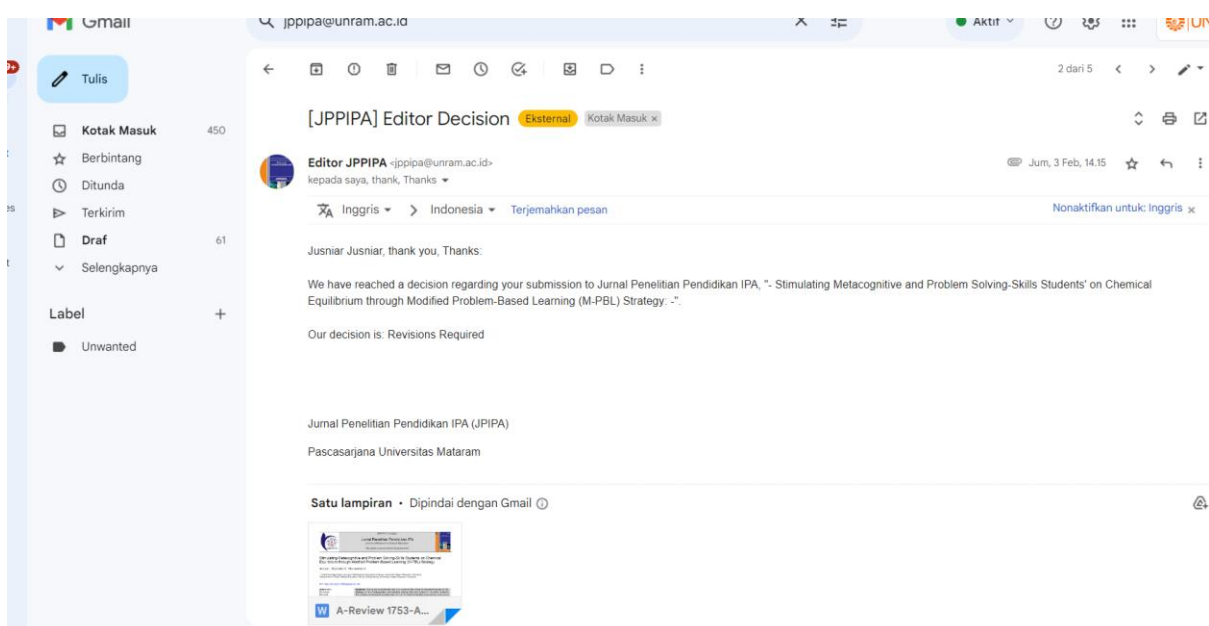 Gmail
jppipa@unram.ac.id
Aktif
9+
Tulis
2 dari 5
[JPPIPA] Editor Decision Eksternal Kotak Masuk ×
Kotak Masuk 450
Berbintang
Ditunda
Terkirim
Draf 61
Selengkapnya
Label +
Unwanted
Editor JPPIPA <jppipa@unram.ac.id>
Jum, 3 Feb, 14.15
kepada saya, thank, Thanks
Inggris > Indonesia Terjemahkan pesan
Nonaktifkan untuk: Inggris ×
Jusniar Jusniar, thank you, Thanks:
We have reached a decision regarding your submission to Jurnal Penelitian Pendidikan IPA, "- Stimulating Metacognitive and Problem Solving-Skills Students' on Chemical
Equilibrium through Modified Problem-Based Learning (M-PBL) Strategy: -".
Our decision is: Revisions Required
Jurnal Penelitian Pendidikan IPA (JPIPA)
Pascasarjana Universitas Mataram
Satu lampiran • Dipindai dengan Gmail
W A-Review 1753-A...